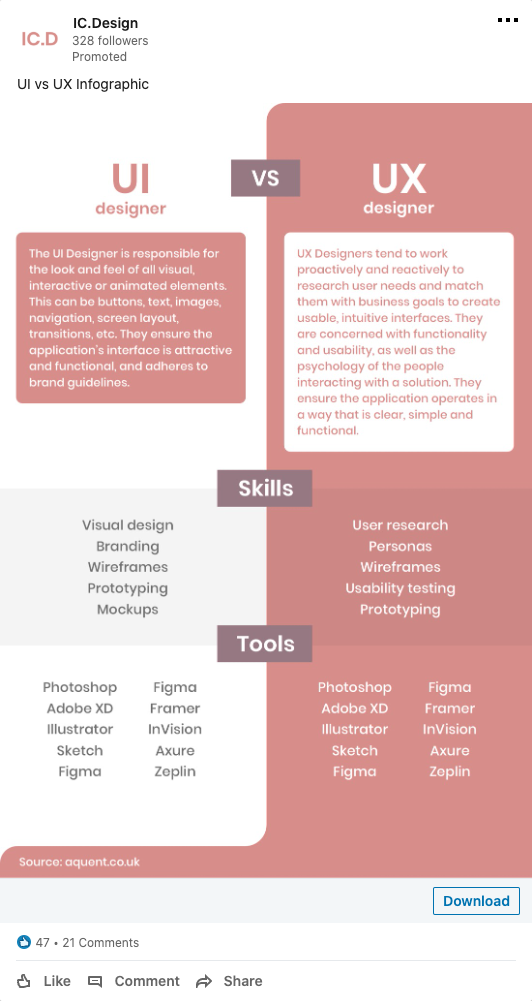 IC.D
IC.Design
328 followers
Promoted
UI vs UX Infographic
UI
designer
VS
UX
designer
The UI Designer is responsible for
the look and feel of all visual,
interactive or animated elements.
This can be buttons, text, images,
navigation, screen layout,
transitions, etc. They ensure the
application's interface is attractive
and functional, and adheres to
brand guidelines.
UX Designers tend to work
proactively and reactively to
research user needs and match
them with business goals to create
usable, intuitive interfaces. They
are concerned with functionality
and usability, as well as the
psychology of the people
interacting with a solution. They
ensure the application operates in
a way that is clear, simple and
functional.
Skills
Visual design
Branding
Wireframes
Prototyping
Mockups
User research
Personas
Wireframes
Usability testing
Prototyping
Tools
Photoshop
Adobe XD
Illustrator
Sketch
Figma
Figma
Framer
InVision
Axure
Zeplin
Photoshop
Adobe XD
Illustrator
Sketch
Figma
Figma
Framer
InVision
Axure
Zeplin
Source: aquent.co.uk
Download
47 • 21 Comments
Like
Comment
Share